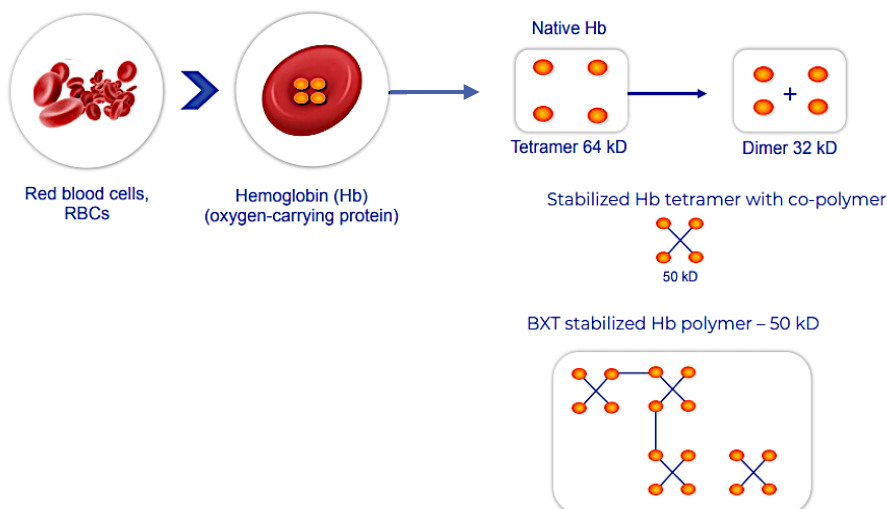 Native Hb
Tetramer 64 kD
+
Dimer 32 kD
Red blood cells,
RBCs
Hemoglobin (Hb)
(oxygen-carrying protein)
Stabilized Hb tetramer with co-polymer
50 kD
BXT stabilized Hb polymer – 50 kD